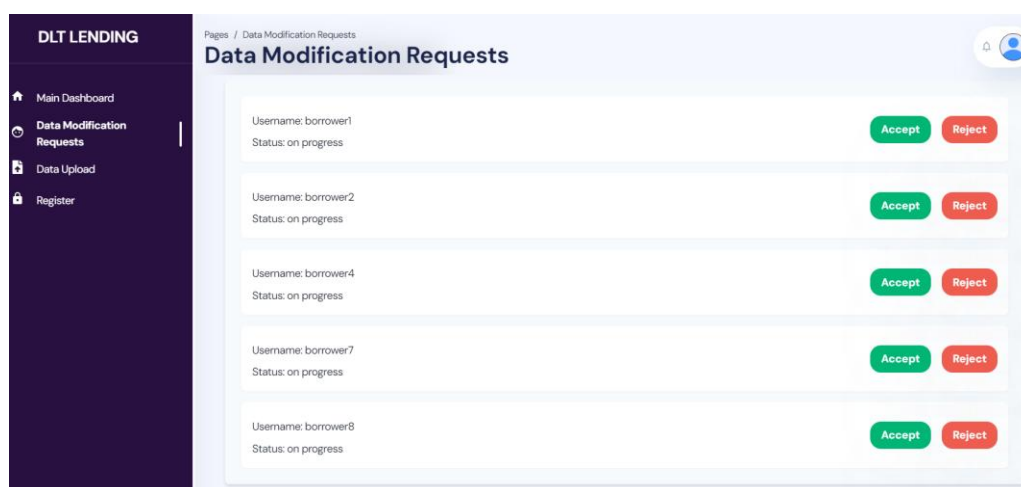 DLT LENDING
Main Dashboard
Data Modification
Requests
Data Upload
Register
Pages / Data Modification Requests
Data Modification Requests
Username: borrower1
Status: on progress
Accept Reject
Username: borrower2
Status: on progress
Accept Reject
Username: borrower4
Status: on progress
Accept Reject
Username: borrower7
Status: on progress
Accept Reject
Username: borrower8
Status: on progress
Accept Reject